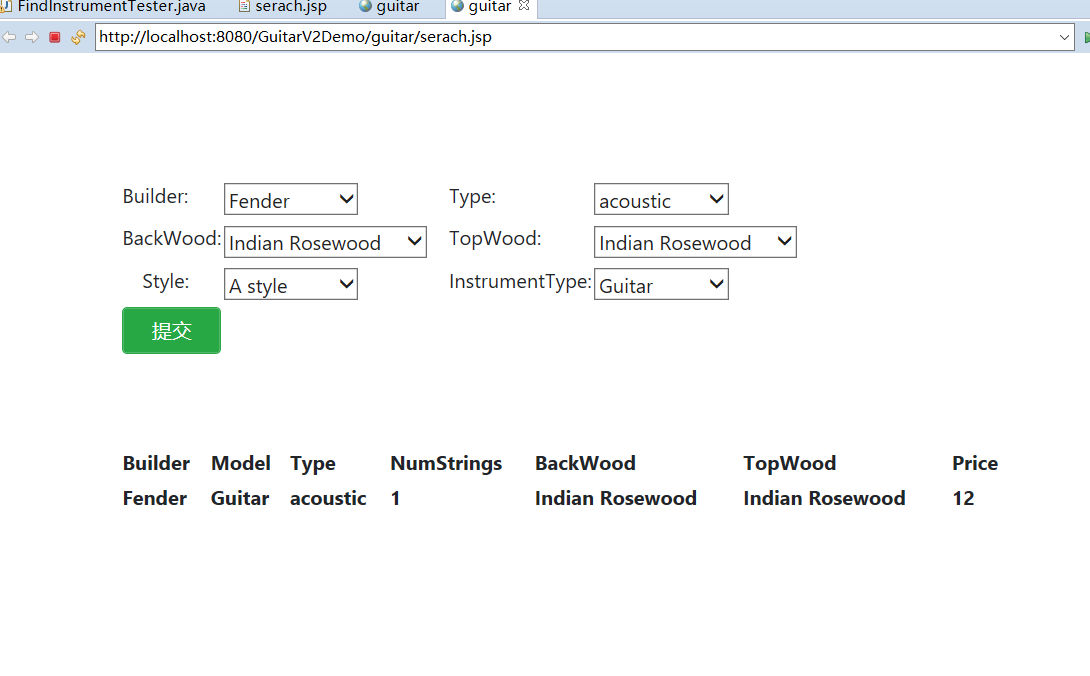 FindInstrumentTester.java serach.jsp guitar guitar
http://localhost:8080/GuitarV2Demo/guitar/serach.jsp
Builder: Fender Type: acoustic
BackWood: Indian Rosewood TopWood: Indian Rosewood
Style: A style InstrumentType: Guitar
提交
Builder Model Type NumStrings BackWood TopWood Price
Fender Guitar acoustic 1 Indian Rosewood Indian Rosewood 12